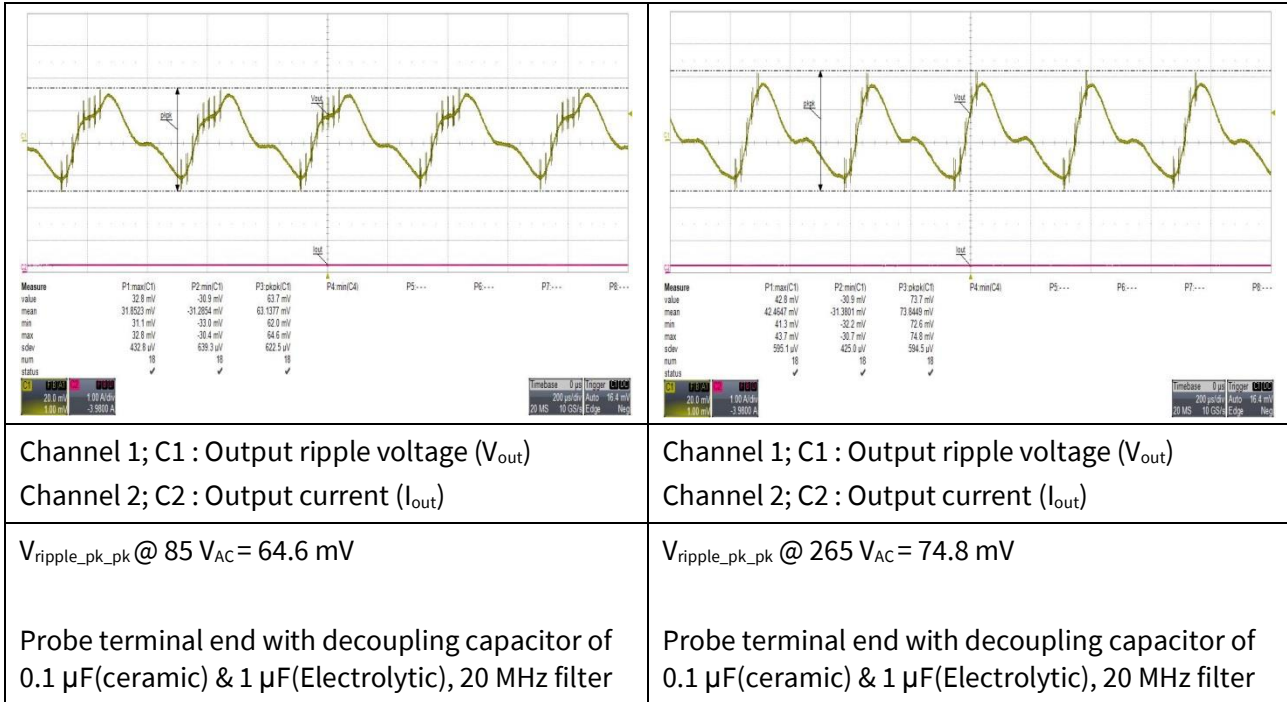 pkpk
Vout
Iout
Measure P1:max(C1) P2:min(C1) P3:pkpk(C1) P4:min(C4) P5:--- P6:--- P7:--- P8:---
value 32.8 mV -30.9 mV 63.7 mV
mean 31.8523 mV -31.2854 mV 63.1377 mV
min 31.1 mV -33.0 mV 62.0 mV
max 32.8 mV -30.4 mV 64.6 mV
sdev 432.8 µV 639.3 µV 622.5 µV
num 18 18 18
status
C1
20.0 mV 1.00 A/div
1.00 mV -3.9800 A
Timebase 0 µs Trigger
200 µs/div Auto 16.4 mV
20 MS 10 GS/s Edge Neg
pkpk
Vout
Iout
Measure P1:max(C1) P2:min(C1) P3:pkpk(C1) P4:min(C4) P5:--- P6:--- P7:--- P8:---
value 42.8 mV -30.9 mV 73.7 mV
mean 42.4647 mV -31.3801 mV 73.8449 mV
min 41.3 mV -32.2 mV 72.6 mV
max 43.7 mV -30.7 mV 74.8 mV
sdev 595.1 µV 425.0 µV 594.5 µV
num 18 18 18
status
C1
20.0 mV 1.00 A/div
1.00 mV -3.9800 A
Timebase 0 µs Trigger
200 µs/div Auto 16.4 mV
20 MS 10 GS/s Edge Neg
Channel 1; C1 : Output ripple voltage (Vout)
Channel 2; C2 : Output current (Iout)
Channel 1; C1 : Output ripple voltage (Vout)
Channel 2; C2 : Output current (Iout)
Vripple_pk_pk @ 85 VAC = 64.6 mV
Probe terminal end with decoupling capacitor of
0.1 µF(ceramic) & 1 µF(Electrolytic), 20 MHz filter
Vripple_pk_pk @ 265 VAC = 74.8 mV
Probe terminal end with decoupling capacitor of
0.1 µF(ceramic) & 1 µF(Electrolytic), 20 MHz filter